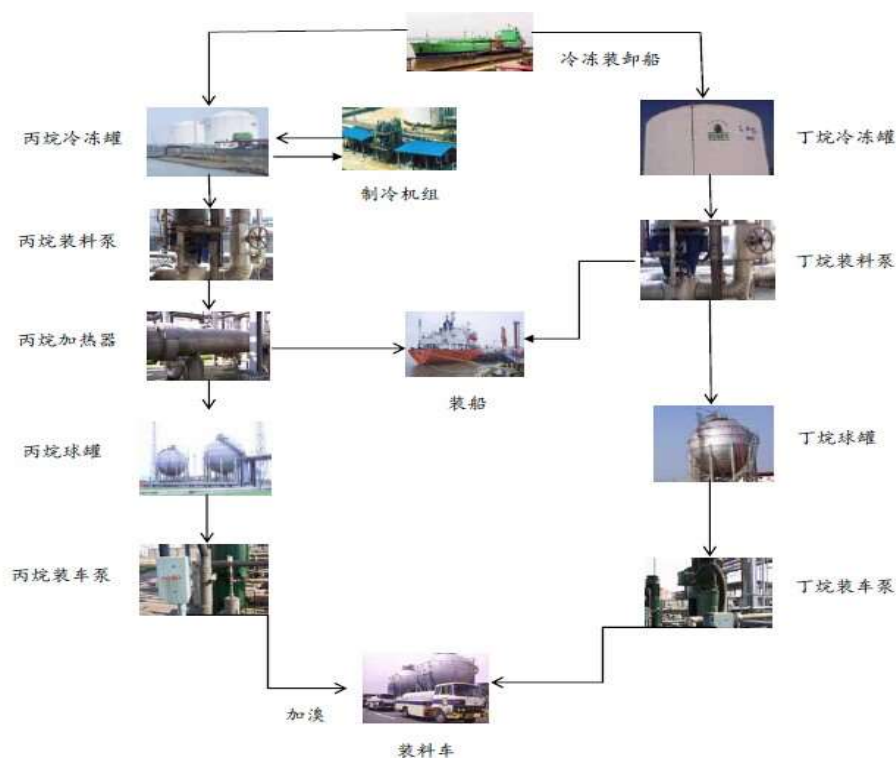 冷冻装卸船
丙烷冷冻罐
丁烷冷冻罐
制冷机组
丙烷装料泵
丁烷装料泵
丙烷加热器
装船
丙烷球罐
丁烷球罐
丙烷装车泵
丁烷装车泵
加溴
装料车